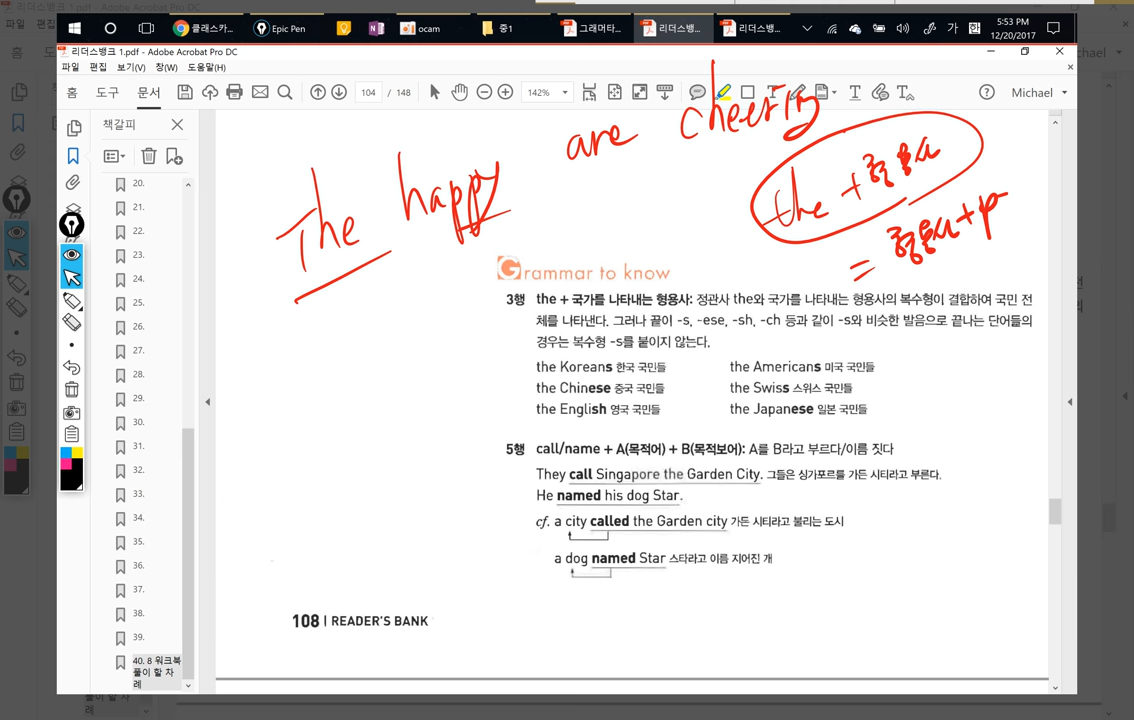 클래스카...
Epic Pen
ocam
중1
그래머타...
리더스뱅...
리더스뱅...
가
한
5:53 PM
12/20/2017
리더스뱅크 1.pdf - Adobe Acrobat Pro DC
파일 편집 보기(V) 창(W) 도움말(H)
홈 도구 문서
104 / 148
142%
Michael
책갈피
20.
21.
22.
23.
24.
25.
26.
27.
28.
29.
30.
31.
32.
33.
34.
35.
36.
37.
38.
39.
40. 8 워크북 풀이 할 차례
The happy are cheering
the + 형용사
= 형용사 + p
Grammar to know
3행 the + 국가를 나타내는 형용사: 정관사 the와 국가를 나타내는 형용사의 복수형이 결합하여 국민 전
체를 나타낸다. 그러나 끝이 -s, -ese, -sh, -ch 등과 같이 -s와 비슷한 발음으로 끝나는 단어들의
경우는 복수형 -s를 붙이지 않는다.
the Koreans 한국 국민들 the Americans 미국 국민들
the Chinese 중국 국민들 the Swiss 스위스 국민들
the English 영국 국민들 the Japanese 일본 국민들
5행 call/name + A(목적어) + B(목적보어): A를 B라고 부르다/이름 짓다
They call Singapore the Garden City. 그들은 싱가포르를 가든 시티라고 부른다.
He named his dog Star.
cf. a city called the Garden city 가든 시티라고 불리는 도시
a dog named Star 스타라고 이름 지어진 개
108 | READER'S BANK